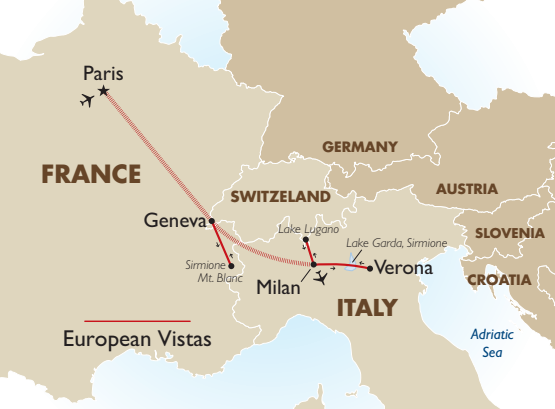 Paris
GERMANY
FRANCE
AUSTRIA
SWITZELAND
Geneva
Lake Lugano
SLOVENIA
Lake Garda, Sirmione
Sirmione
Mt. Blanc
Verona
CROATIA
Milan
ITALY
European Vistas
Adriatic
Sea